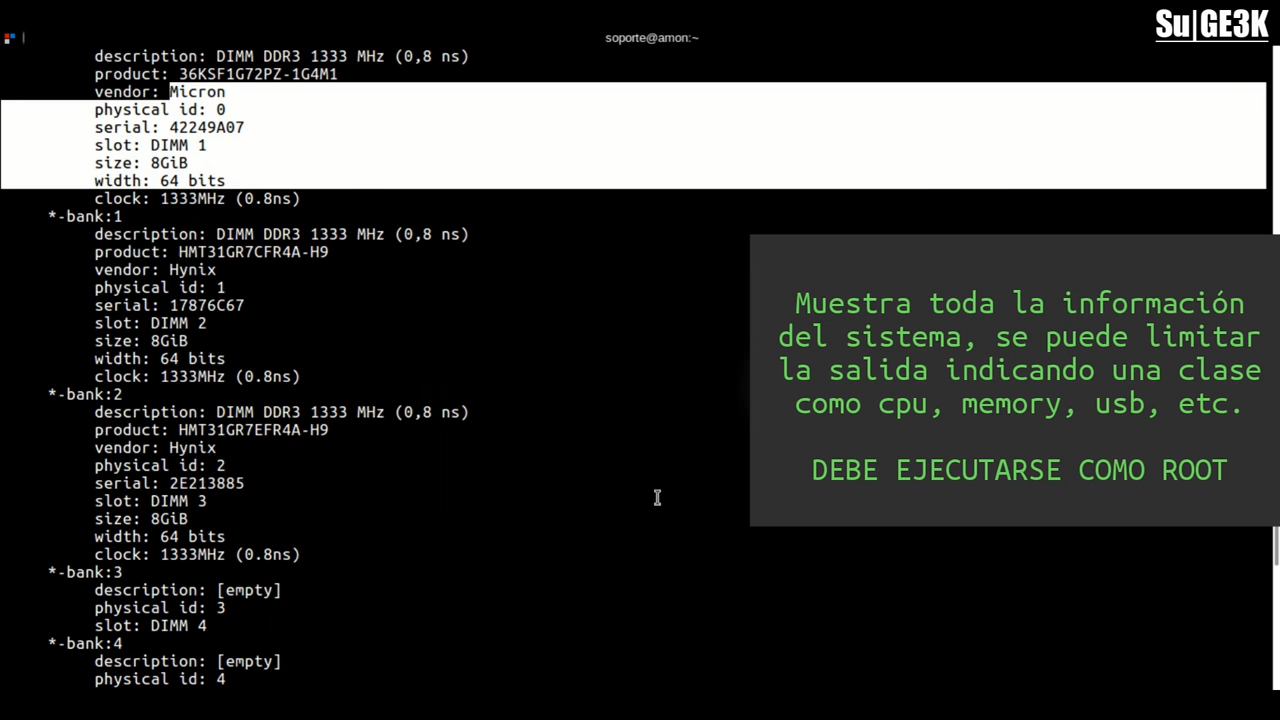 Su|GE3K
soporte@amon:~
description: DIMM DDR3 1333 MHz (0,8 ns)
product: 36KSF1G72PZ-1G4M1
vendor: Micron
physical id: 0
serial: 42249A07
slot: DIMM 1
size: 8GiB
width: 64 bits
clock: 1333MHz (0.8ns)
*-bank:1
description: DIMM DDR3 1333 MHz (0,8 ns)
product: HMT31GR7CFR4A-H9
vendor: Hynix
physical id: 1
serial: 17876C67
slot: DIMM 2
size: 8GiB
width: 64 bits
clock: 1333MHz (0.8ns)
*-bank:2
description: DIMM DDR3 1333 MHz (0,8 ns)
product: HMT31GR7EFR4A-H9
vendor: Hynix
physical id: 2
serial: 2E213885
slot: DIMM 3
size: 8GiB
width: 64 bits
clock: 1333MHz (0.8ns)
*-bank:3
description: [empty]
physical id: 3
slot: DIMM 4
*-bank:4
description: [empty]
physical id: 4
Muestra toda la información
del sistema, se puede limitar
la salida indicando una clase
como cpu, memory, usb, etc.
DEBE EJECUTARSE COMO ROOT